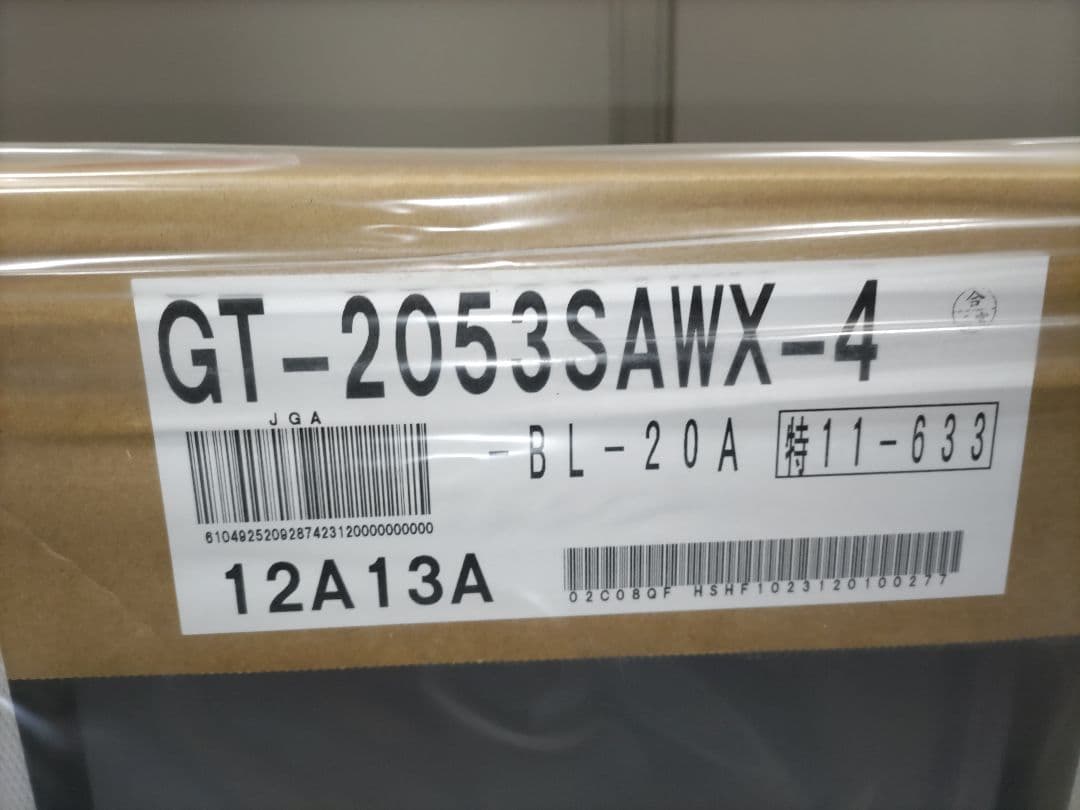 GT-2053SAWX-4
JGA
-BL-20A 特11-633
610492520928742312000000000
12A13A
02C08QF HSHF1023120100277